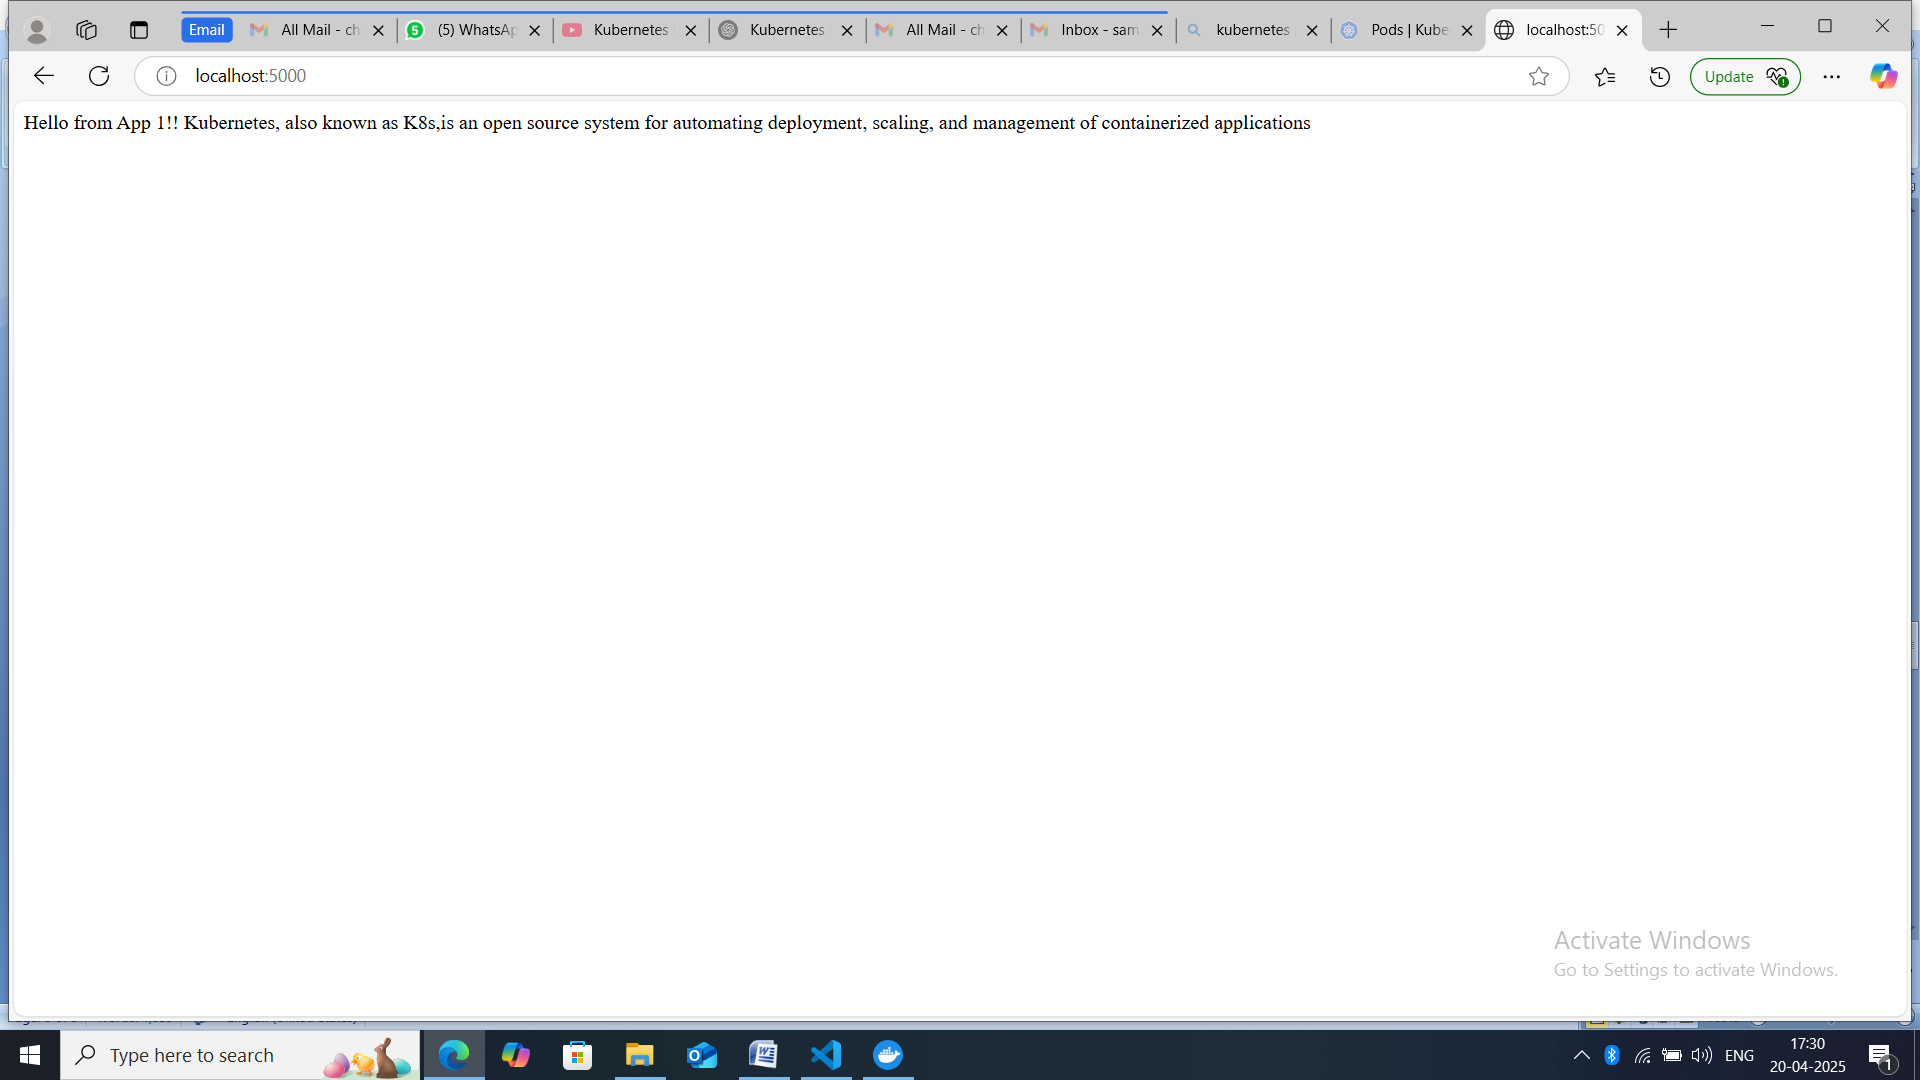 Email
All Mail - ch
(5) WhatsAp
Kubernetes
Kubernetes
All Mail - ch
Inbox - sam
kubernetes
Pods | Kube
localhost:50
localhost:5000
Update
Hello from App 1!! Kubernetes, also known as K8s,is an open source system for automating deployment, scaling, and management of containerized applications
Activate Windows
Go to Settings to activate Windows.
Type here to search
ENG
17:30
20-04-2025
1